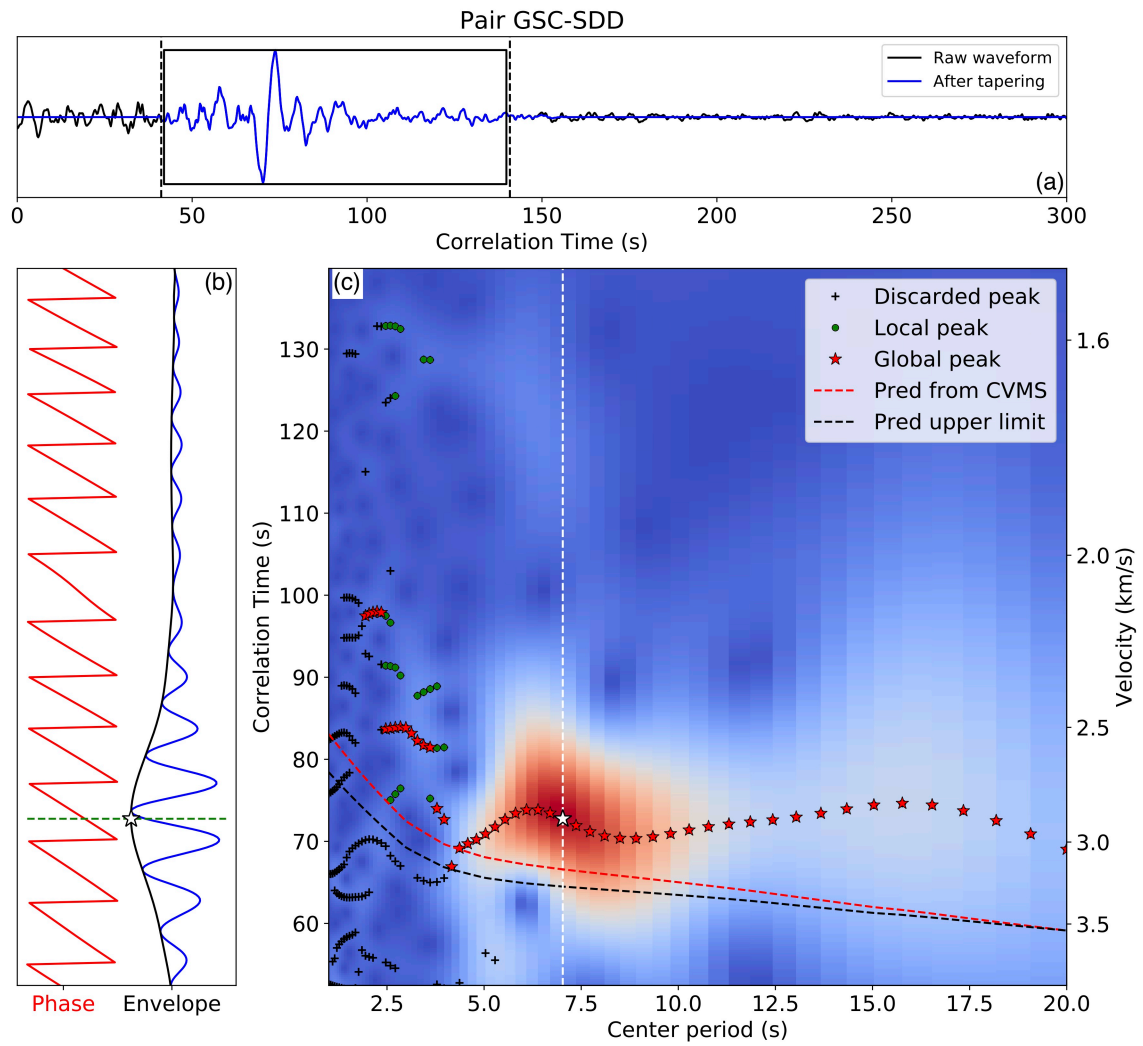 Pair GSC-SDD
Raw waveform
After tapering
(a)
0 50 100 150 200 250 300
Correlation Time (s)
(b)
Phase Envelope
(c)
Discarded peak
Local peak
Global peak
Pred from CVMS
Pred upper limit
Correlation Time (s)
130
120
110
100
90
80
70
60
1.6
2.0
2.5
3.0
3.5
Velocity (km/s)
2.5 5.0 7.5 10.0 12.5 15.0 17.5 20.0
Center period (s)